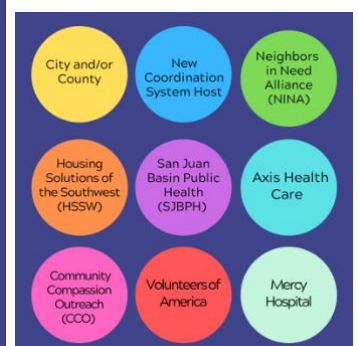 City and/or
County
New
Coordination
System Host
Neighbors
in Need
Alliance
(NINA)
Housing
Solutions of
the Southwest
(HSSW)
San Juan
Basin Public
Health
(SJBPH)
Axis Health
Care
Community
Compassion
Outreach
(CCO)
Volunteers of
America
Mercy
Hospital